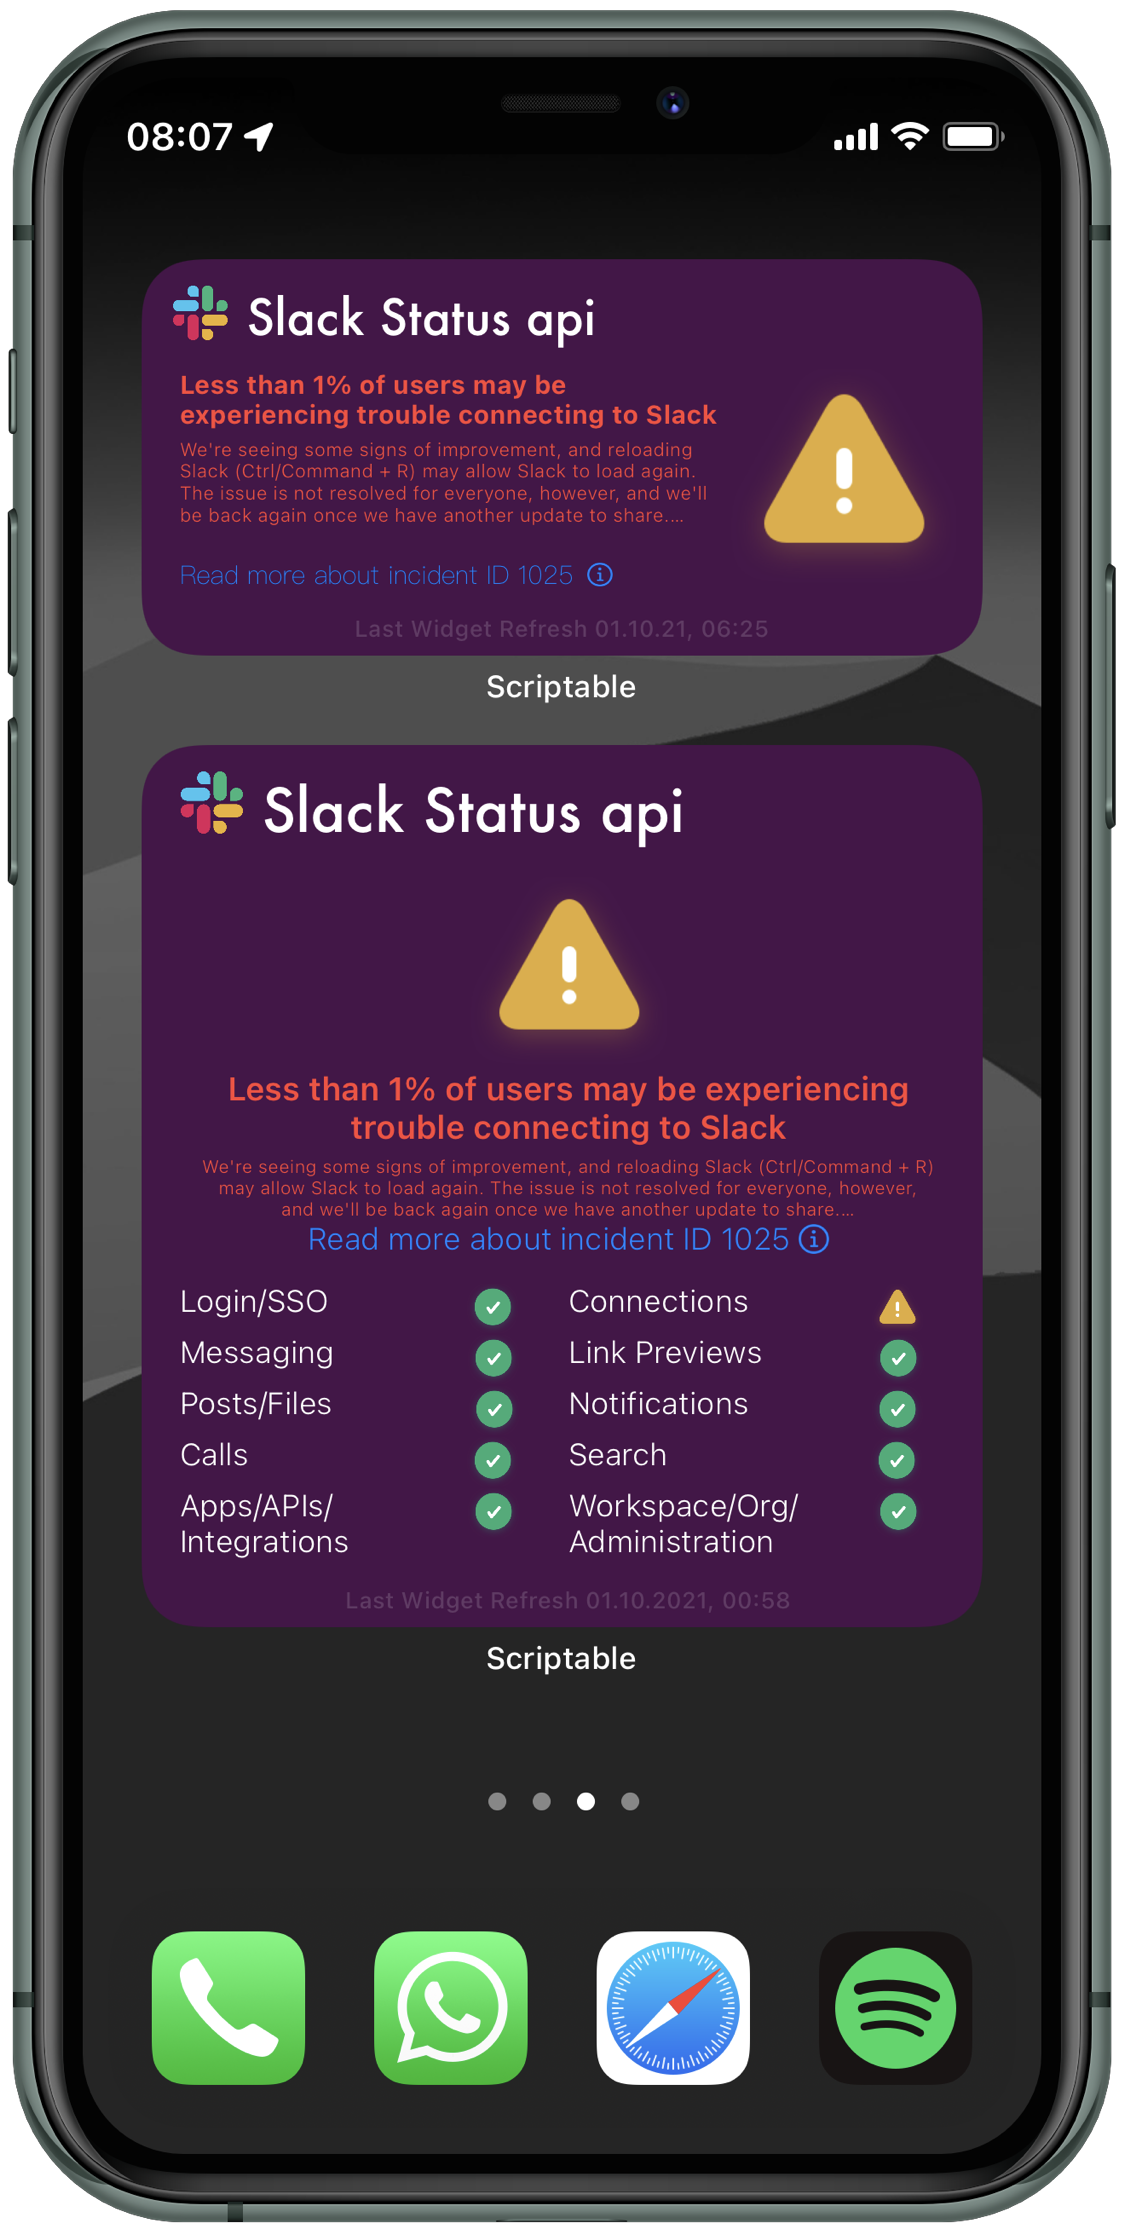 08:07
Slack Status api
Less than 1% of users may be
experiencing trouble connecting to Slack
We're seeing some signs of improvement, and reloading
Slack (Ctrl/Command + R) may allow Slack to load again.
The issue is not resolved for everyone, however, and we'll
be back again once we have another update to share....
Read more about incident ID 1025
Last Widget Refresh 01.10.21, 06:25
Scriptable
Slack Status api
Less than 1% of users may be experiencing
trouble connecting to Slack
We're seeing some signs of improvement, and reloading Slack (Ctrl/Command + R)
may allow Slack to load again. The issue is not resolved for everyone, however,
and we'll be back again once we have another update to share....
Read more about incident ID 1025
Login/SSO
Connections
Messaging
Link Previews
Posts/Files
Notifications
Calls
Search
Apps/APIs/
Integrations
Workspace/Org/
Administration
Last Widget Refresh 01.10.2021, 00:58
Scriptable